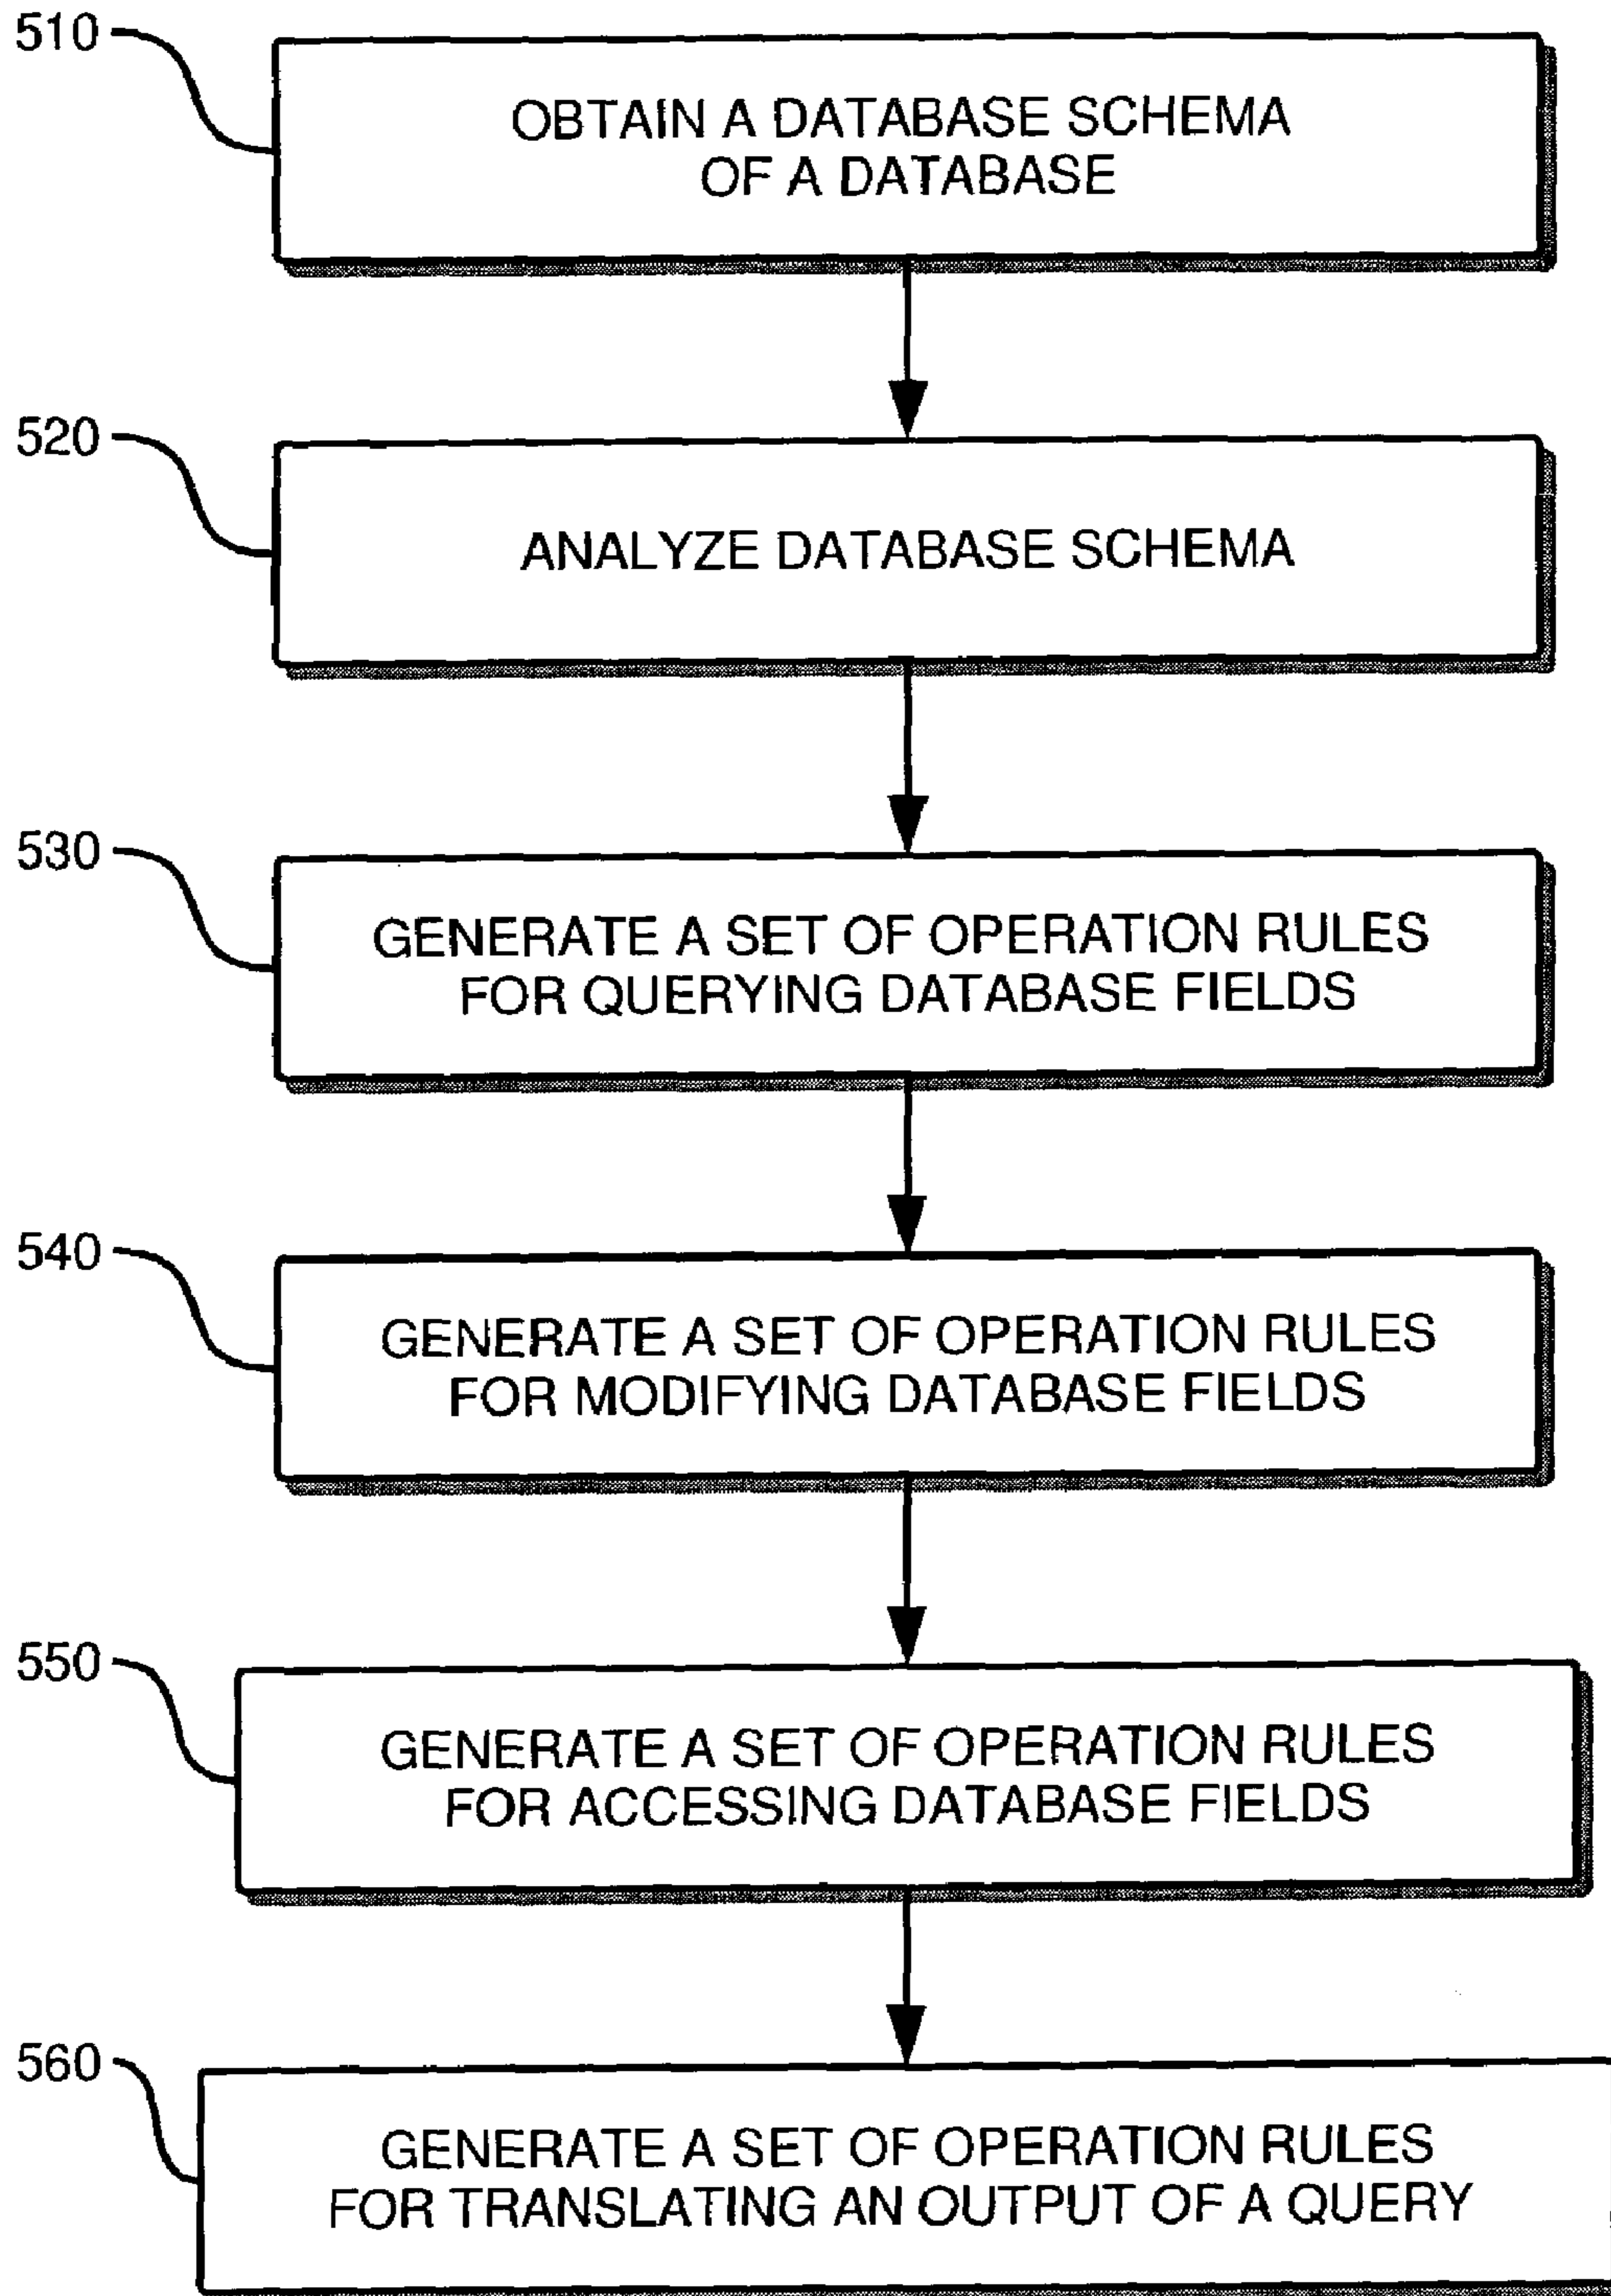 510
OBTAIN A DATABASE SCHEMA
OF A DATABASE
520
ANALYZE DATABASE SCHEMA
530
GENERATE A SET OF OPERATION RULES
FOR QUERYING DATABASE FIELDS
540
GENERATE A SET OF OPERATION RULES
FOR MODIFYING DATABASE FIELDS
550
GENERATE A SET OF OPERATION RULES
FOR ACCESSING DATABASE FIELDS
560
GENERATE A SET OF OPERATION RULES
FOR TRANSLATING AN OUTPUT OF A QUERY